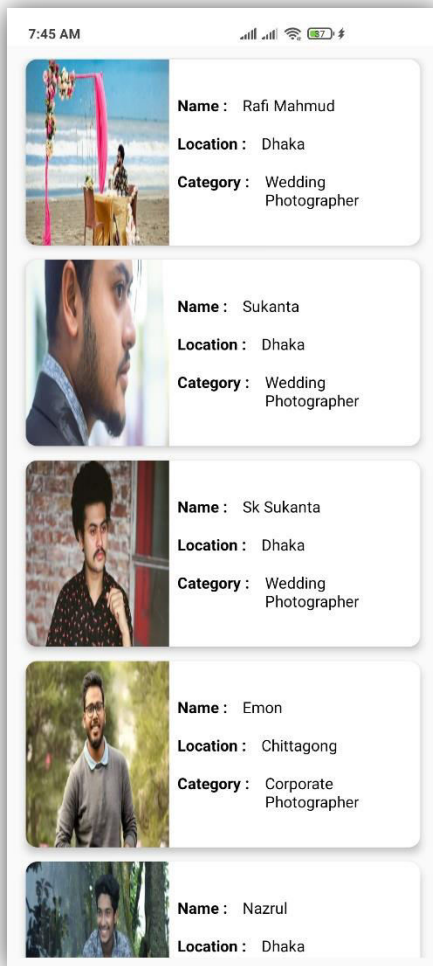 7:45 AM 87
Name : Rafi Mahmud
Location : Dhaka
Category : Wedding
Photographer
Name : Sukanta
Location : Dhaka
Category : Wedding
Photographer
Name : Sk Sukanta
Location : Dhaka
Category : Wedding
Photographer
Name : Emon
Location : Chittagong
Category : Corporate
Photographer
Name : Nazrul
Location : Dhaka